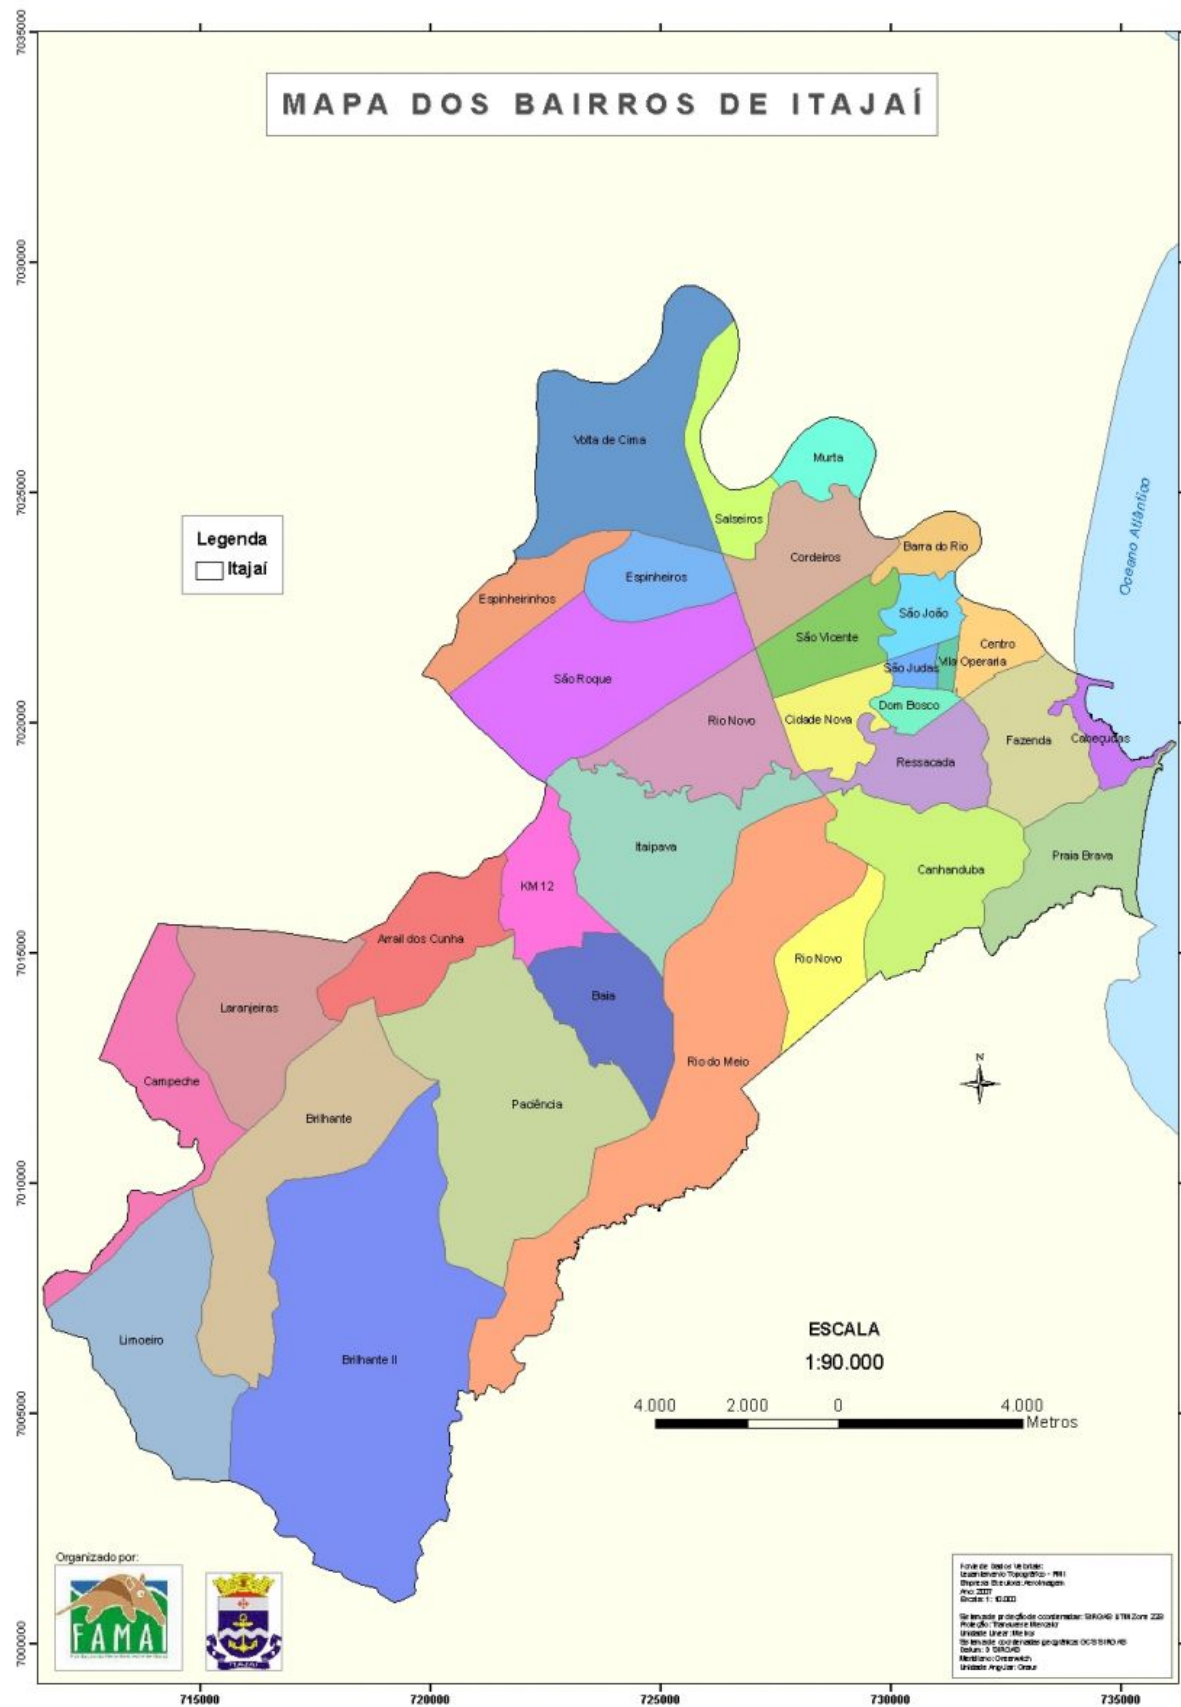 MAPA DOS BAIRROS DE ITAJAÍ
7035000
7030000
7025000
7020000
7015000
7010000
7005000
7000000
Legenda
Itajaí
Volta de Cima
Murta
Salseiros
Cordeiros
Barra do Rio
Espinheiros
Espinheirinhos
São João
São Vicente
Centro
São Judas
Vila Operaria
São Roque
Dom Bosco
Rio Novo
Cidade Nova
Fazenda
Cabeçudas
Ressacada
Itaipava
Praia Brava
Canhanduba
KM 12
Arrail dos Cunha
Rio Novo
Baia
Laranjeiras
Rio do Meio
Campeche
Paciência
Brilhante
Limoeiro
Brilhante II
Oceano Atlântico
N
ESCALA
1:90.000
4.000 2.000 0 4.000
Metros
Organizado por:
FAMAI
ITAJAÍ
Ano: 2007
715000 720000 725000 730000 735000